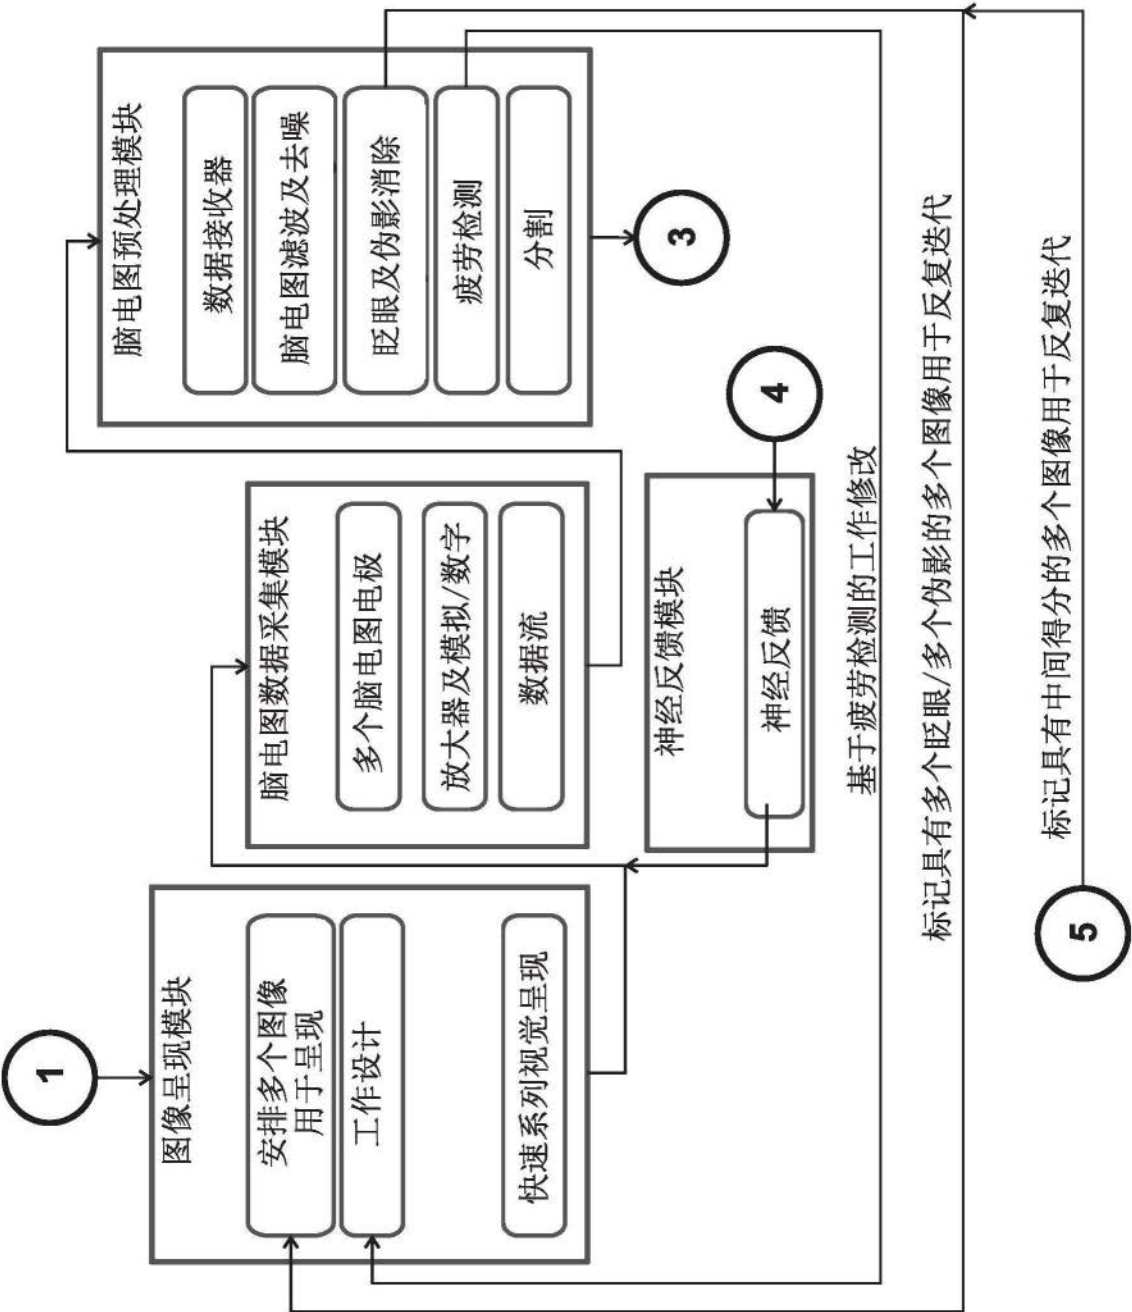 1
图像呈现模块
安排多个图像
用于呈现
工作设计
快速系列视觉呈现
脑电图数据采集模块
多个脑电图电极
放大器及模拟/数字
数据流
神经反馈模块
神经反馈
4
脑电图预处理模块
数据接收器
脑电图滤波及去噪
眨眼及伪影消除
疲劳检测
分割
3
基于疲劳检测的工作修改
标记具有多个眨眼/多个伪影的多个图像用于反复迭代
标记具有中间得分的多个图像用于反复迭代
5